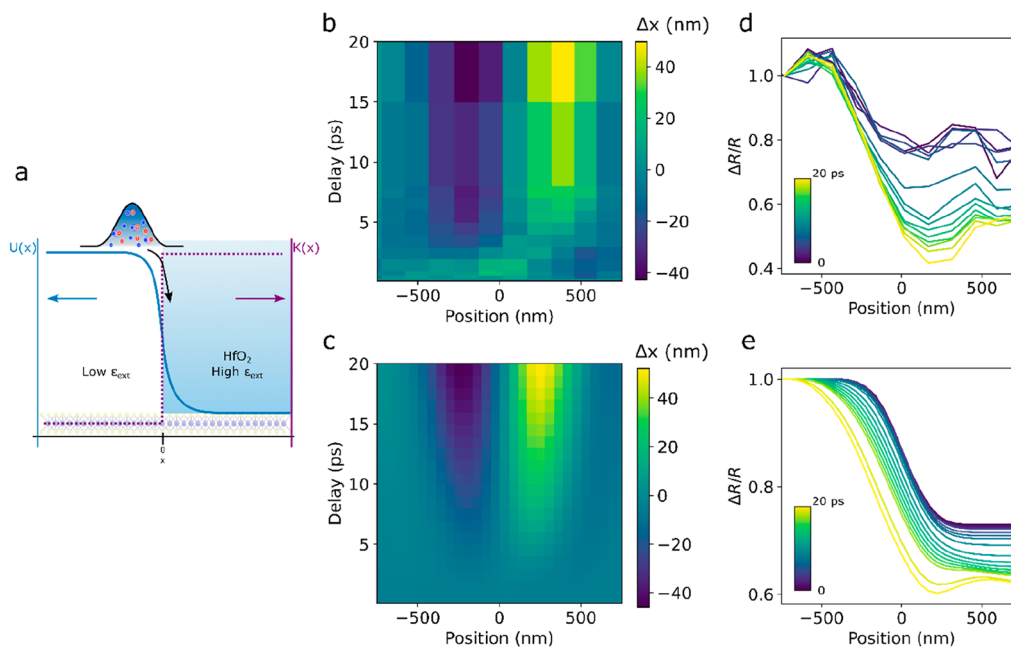 a
U(x)
K(x)
Low εext
HfO2
High εext
0
x
b
Δx (nm)
20
15
10
5
Delay (ps)
−500
0
500
Position (nm)
40
20
0
−20
−40
c
Δx (nm)
20
15
10
5
Delay (ps)
−500
0
500
Position (nm)
40
20
0
−20
−40
d
1.0
0.8
0.6
0.4
ΔR/R
20 ps
0
−500
0
500
Position (nm)
e
1.0
0.8
0.6
ΔR/R
20 ps
0
−500
0
500
Position (nm)